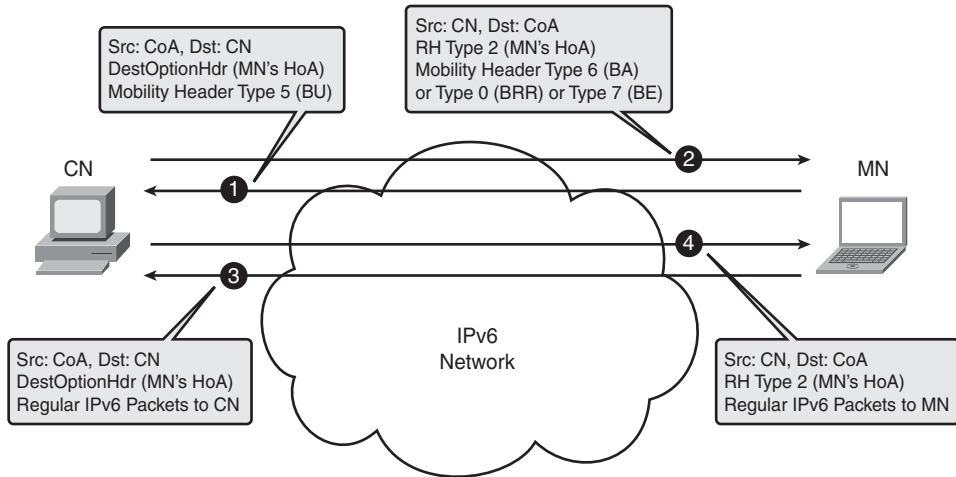 Src: CoA, Dst: CN
DestOptionHdr (MN's HoA)
Mobility Header Type 5 (BU)
Src: CN, Dst: CoA
RH Type 2 (MN's HoA)
Mobility Header Type 6 (BA)
or Type 0 (BRR) or Type 7 (BE)
CN
MN
2
1
4
3
IPv6
Network
Src: CoA, Dst: CN
DestOptionHdr (MN's HoA)
Regular IPv6 Packets to CN
Src: CN, Dst: CoA
RH Type 2 (MN's HoA)
Regular IPv6 Packets to MN